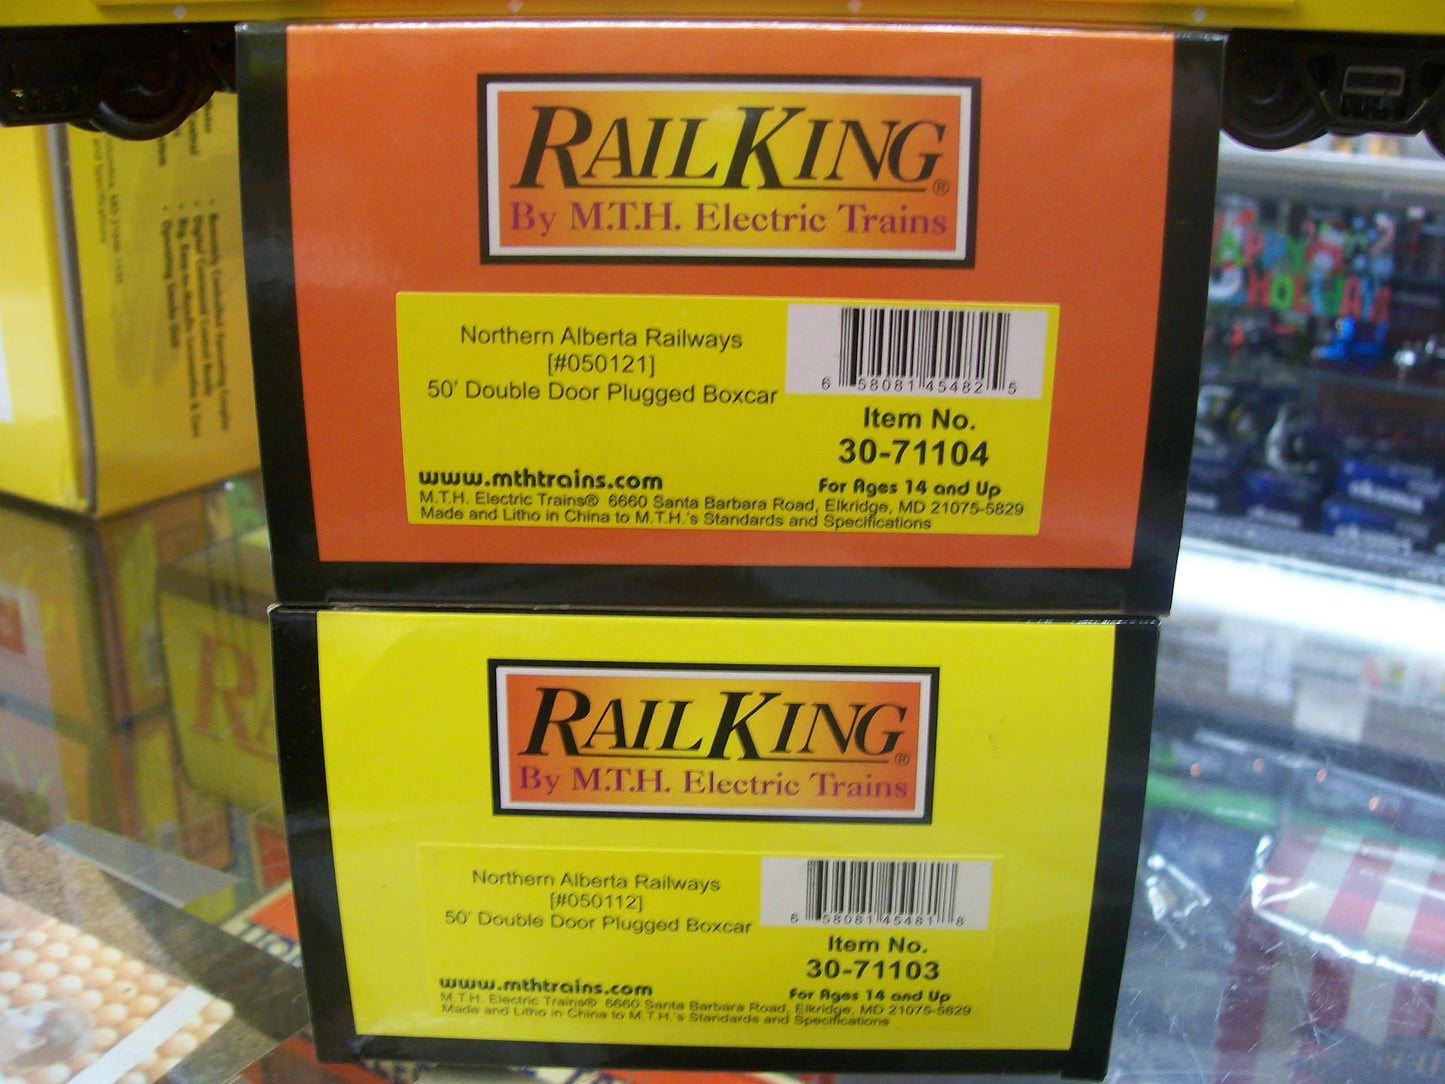 RAILKING®
By M.T.H. Electric Trains
Northern Alberta Railways
[#050121]
50' Double Door Plugged Boxcar
6 58081 45482 5
Item No.
30-71104
www.mthtrains.com
For Ages 14 and Up
M.T.H. Electric Trains® 6660 Santa Barbara Road, Elkridge, MD 21075-5829
Made and Litho in China to M.T.H.'s Standards and Specifications
RAILKING®
By M.T.H. Electric Trains
Northern Alberta Railways
[#050112]
50' Double Door Plugged Boxcar
6 58081 45481 8
Item No.
30-71103
www.mthtrains.com
For Ages 14 and Up
M.T.H. Electric Trains® 6660 Santa Barbara Road, Elkridge, MD 21075-5829
Made and Litho in China to M.T.H.'s Standards and Specifications
HAPPY
HOLIDAYS